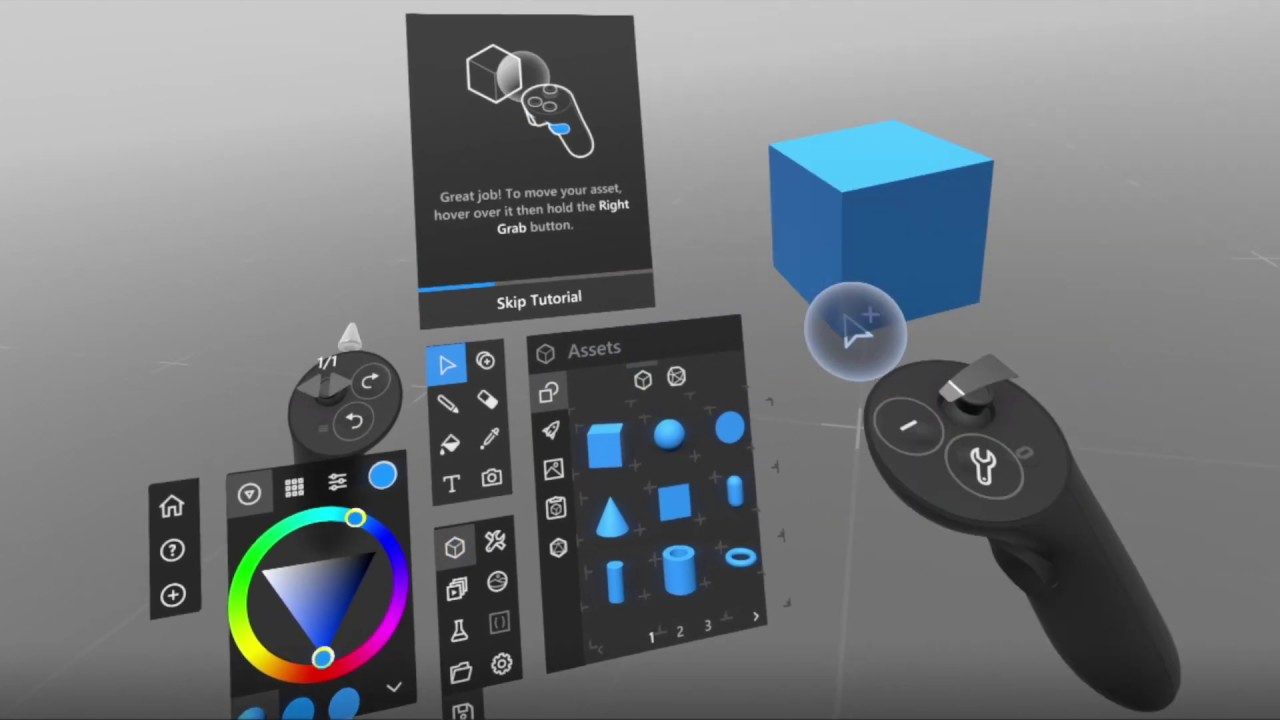 Great job! To move your asset,
hover over it then hold the Right
Grab button.
Skip Tutorial
1/1
Assets
T
1 2 3